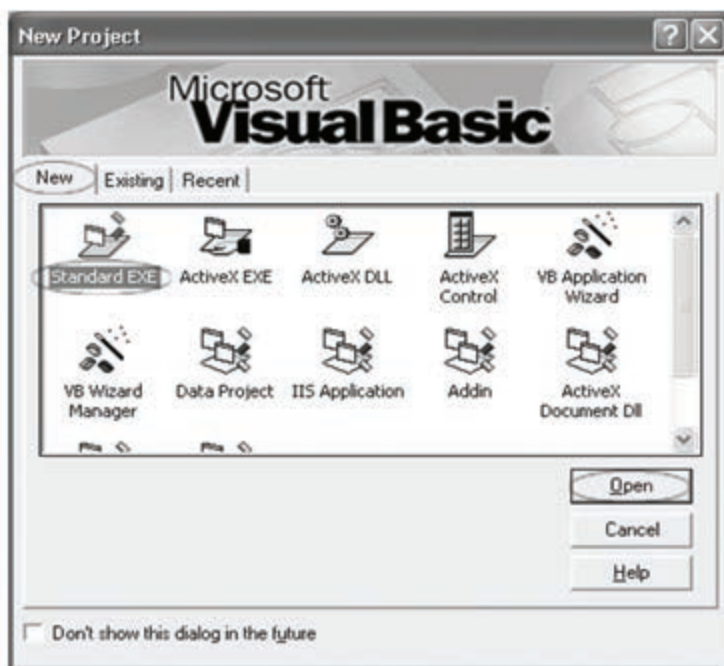 New Project
Microsoft
Visual Basic
New Existing Recent
Standard EXE ActiveX EXE ActiveX DLL ActiveX Control VB Application Wizard
VB Wizard Manager Data Project IIS Application Addin ActiveX Document Dll
Open
Cancel
Help
Don't show this dialog in the future